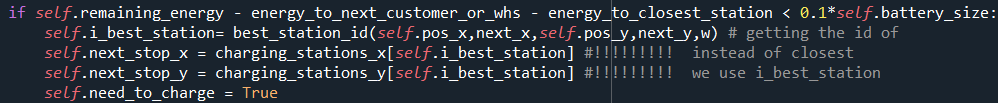 if self.remaining_energy - energy_to_next_customer_or_whs - energy_to_closest_station < 0.1*self.battery_size:
self.i_best_station= best_station_id(self.pos_x,next_x,self.pos_y,next_y,w) # getting the id of
self.next_stop_x = charging_stations_x[self.i_best_station] #!!!!!!!!! instead of closest
self.next_stop_y = charging_stations_y[self.i_best_station] #!!!!!!!!! we use i_best_station
self.need_to_charge = True